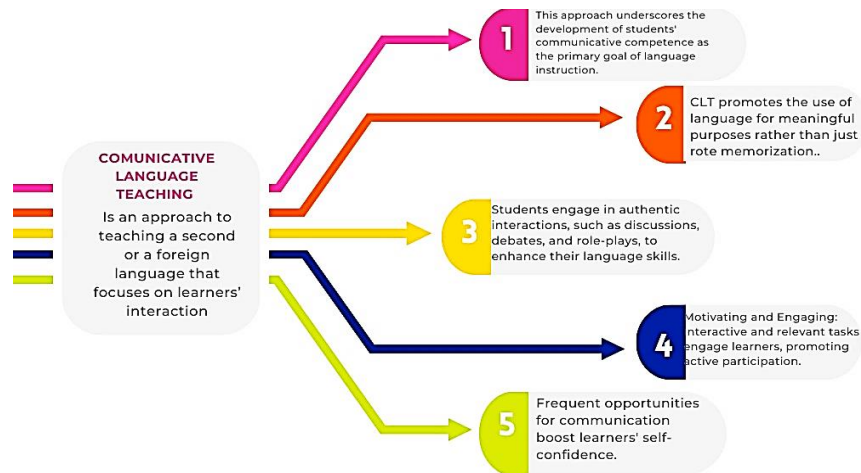 COMUNICATIVE
LANGUAGE
TEACHING
Is an approach to
teaching a second
or a foreign
language that
focuses on learners'
interaction
1
This approach underscores the
development of students'
communicative competence as
the primary goal of language
instruction.
2
CLT promotes the use of
language for meaningful
purposes rather than just
rote memorization..
3
Students engage in authentic
interactions, such as discussions,
debates, and role-plays, to
enhance their language skills.
4
Motivating and Engaging:
Interactive and relevant tasks
engage learners, promoting
active participation.
5
Frequent opportunities
for communication
boost learners' self-
confidence.